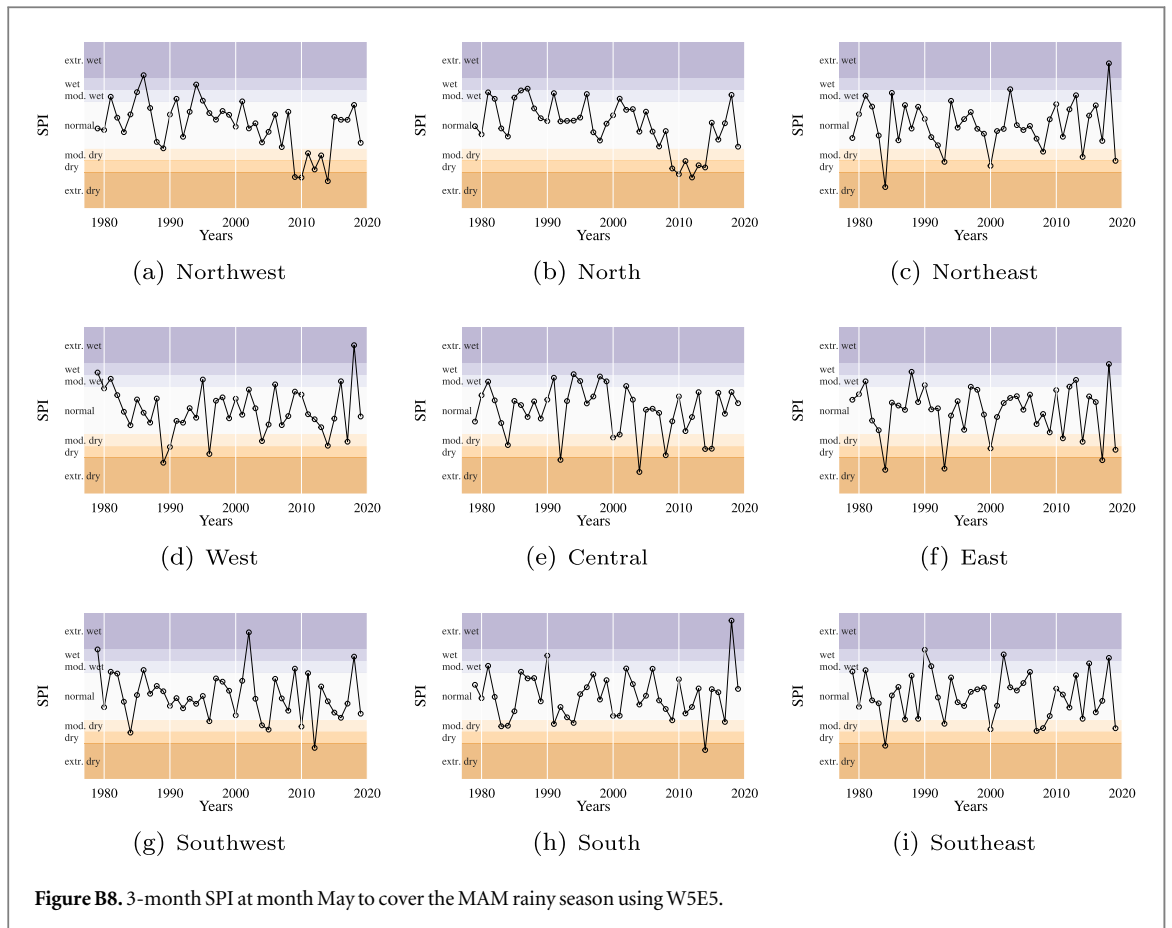 extr. wet
wet
mod. wet
normal
mod. dry
dry
extr. dry
SPI
1980 1990 2000 2010 2020
Years
(a) Northwest
extr. wet
wet
mod. wet
normal
mod. dry
dry
extr. dry
SPI
1980 1990 2000 2010 2020
Years
(b) North
extr. wet
wet
mod. wet
normal
mod. dry
dry
extr. dry
SPI
1980 1990 2000 2010 2020
Years
(c) Northeast
extr. wet
wet
mod. wet
normal
mod. dry
dry
extr. dry
SPI
1980 1990 2000 2010 2020
Years
(d) West
extr. wet
wet
mod. wet
normal
mod. dry
dry
extr. dry
SPI
1980 1990 2000 2010 2020
Years
(e) Central
extr. wet
wet
mod. wet
normal
mod. dry
dry
extr. dry
SPI
1980 1990 2000 2010 2020
Years
(f) East
extr. wet
wet
mod. wet
normal
mod. dry
dry
extr. dry
SPI
1980 1990 2000 2010 2020
Years
(g) Southwest
extr. wet
wet
mod. wet
normal
mod. dry
dry
extr. dry
SPI
1980 1990 2000 2010 2020
Years
(h) South
extr. wet
wet
mod. wet
normal
mod. dry
dry
extr. dry
SPI
1980 1990 2000 2010 2020
Years
(i) Southeast
Figure B8. 3-month SPI at month May to cover the MAM rainy season using W5E5.